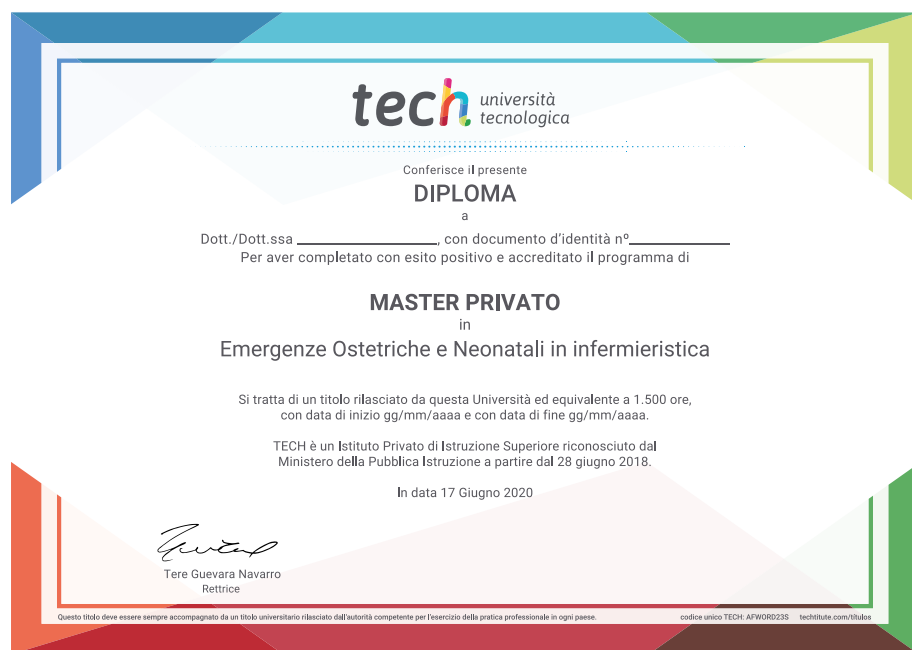 tech università
tecnologica
Conferisce il presente
DIPLOMA
a
Dott./Dott.ssa ________________, con documento d'identità nº____________
Per aver completato con esito positivo e accreditato il programma di
MASTER PRIVATO
in
Emergenze Ostetriche e Neonatali in infermieristica
Si tratta di un titolo rilasciato da questa Università ed equivalente a 1.500 ore,
con data di inizio gg/mm/aaaa e con data di fine gg/mm/aaaa.
TECH è un Istituto Privato di Istruzione Superiore riconosciuto dal
Ministero della Pubblica Istruzione a partire dal 28 giugno 2018.
In data 17 Giugno 2020
Tere Guevara Navarro
Rettrice
Questo titolo deve essere sempre accompagnato da un titolo universitario rilasciato dall'autorità competente per l'esercizio della pratica professionale in ogni paese. codice unico TECH: AFWORD23S techtitute.com/titulos